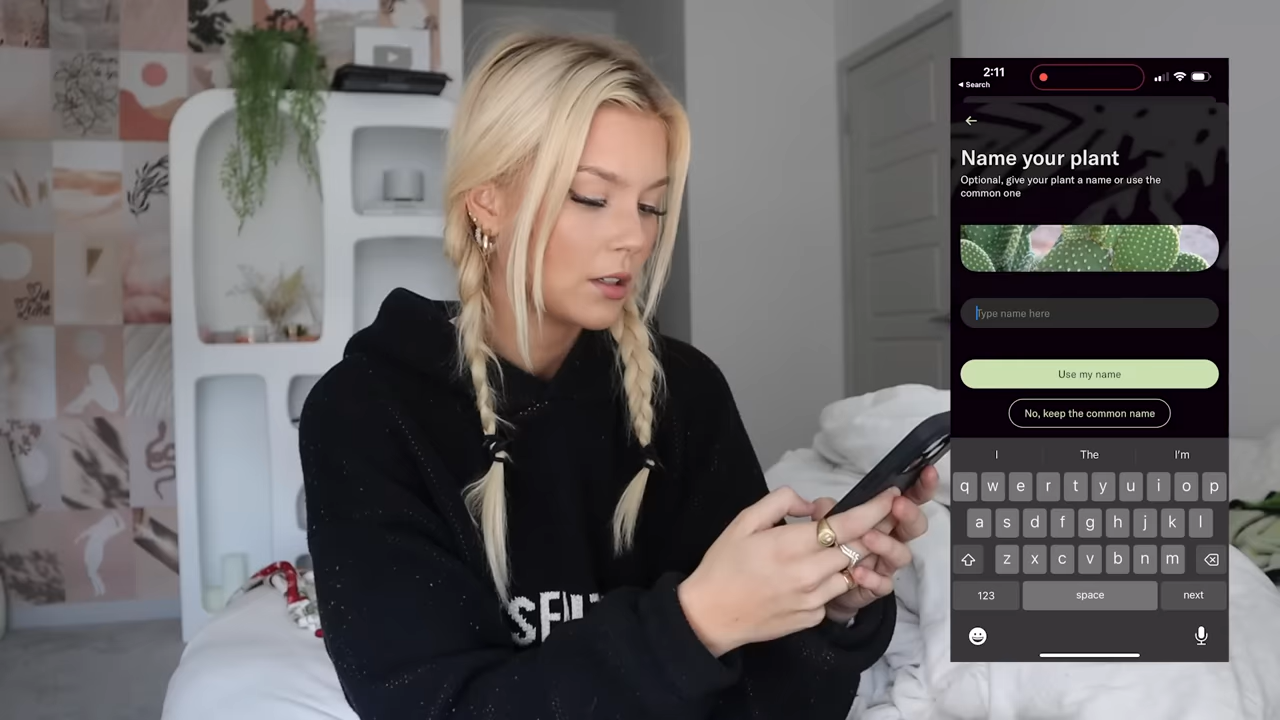 2:11
◀ Search
Name your plant
Optional, give your plant a name or use the
common one
Type name here
Use my name
No, keep the common name
I The I'm
q w e r t y u i o p
a s d f g h j k l
z x c v b n m
123 space next